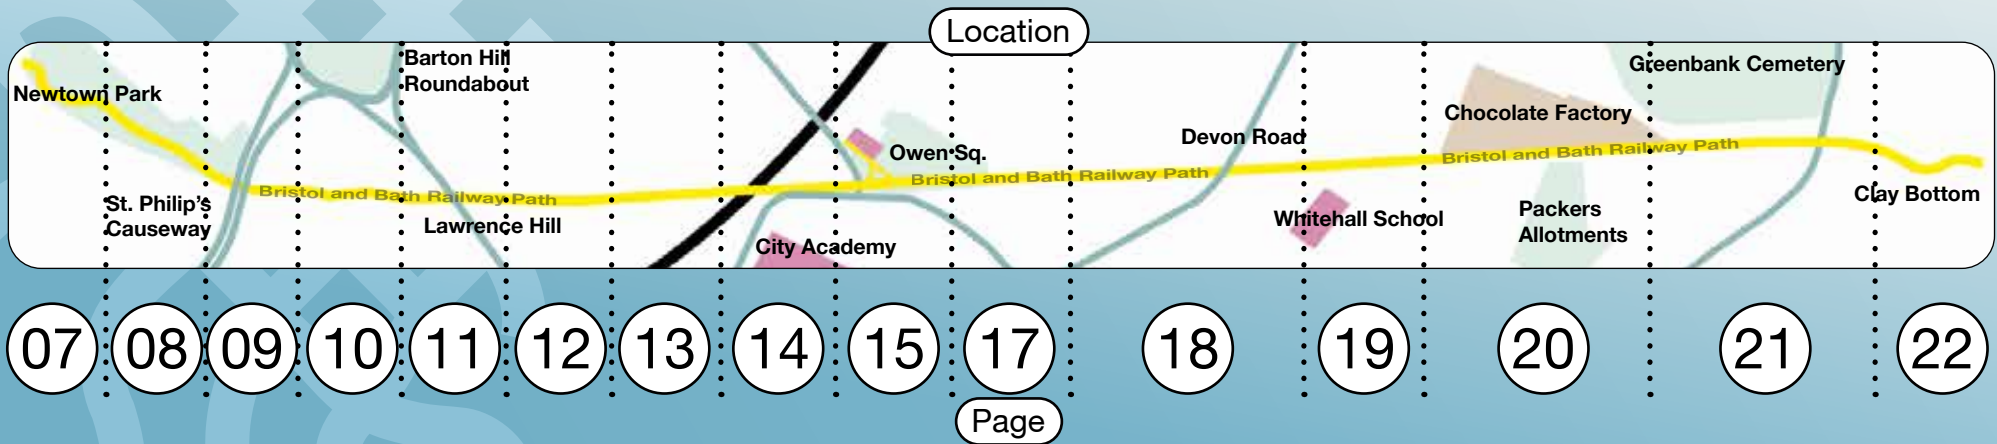 Location
Newtown Park
St. Philip's
Causeway
Barton Hill
Roundabout
Bristol and Bath Railway Path
Lawrence Hill
City Academy
Owen Sq.
Bristol and Bath Railway Path
Devon Road
Whitehall School
Chocolate Factory
Bristol and Bath Railway Path
Packers
Allotments
Greenbank Cemetery
Clay Bottom
07 08 09 10 11 12 13 14 15 17 18 19 20 21 22
Page